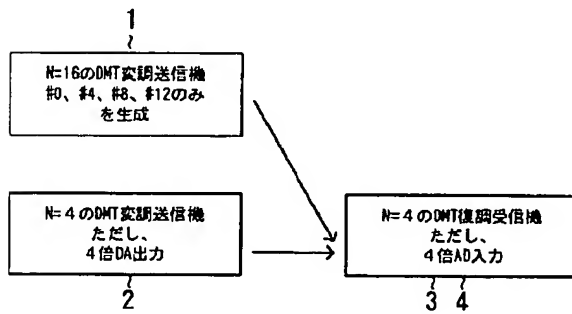 1
N=16のDMT変調送信機
#0、#4、#8、#12のみ
を生成
N=4のDMT変調送信機
ただし、
4倍DA出力
2
N=4のDMT復調受信機
ただし、
4倍AD入力
3 4